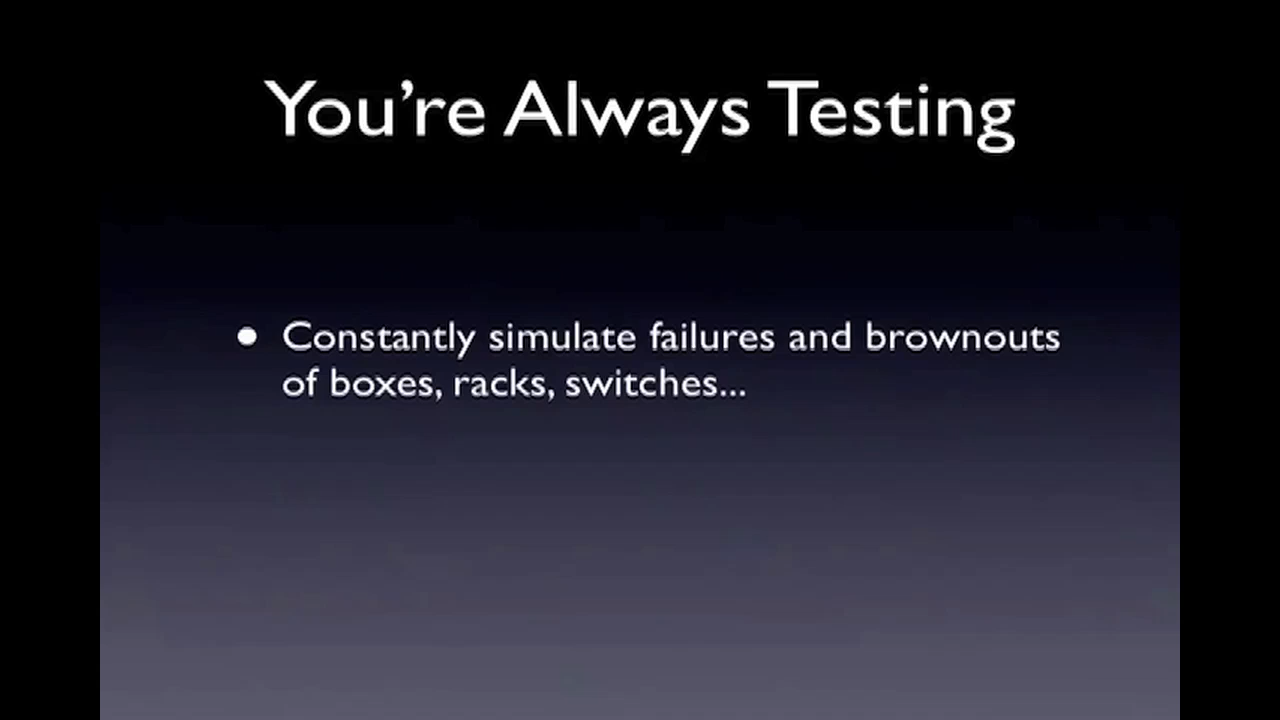 You’re Always Testing
• Constantly simulate failures and brownouts
of boxes, racks, switches...